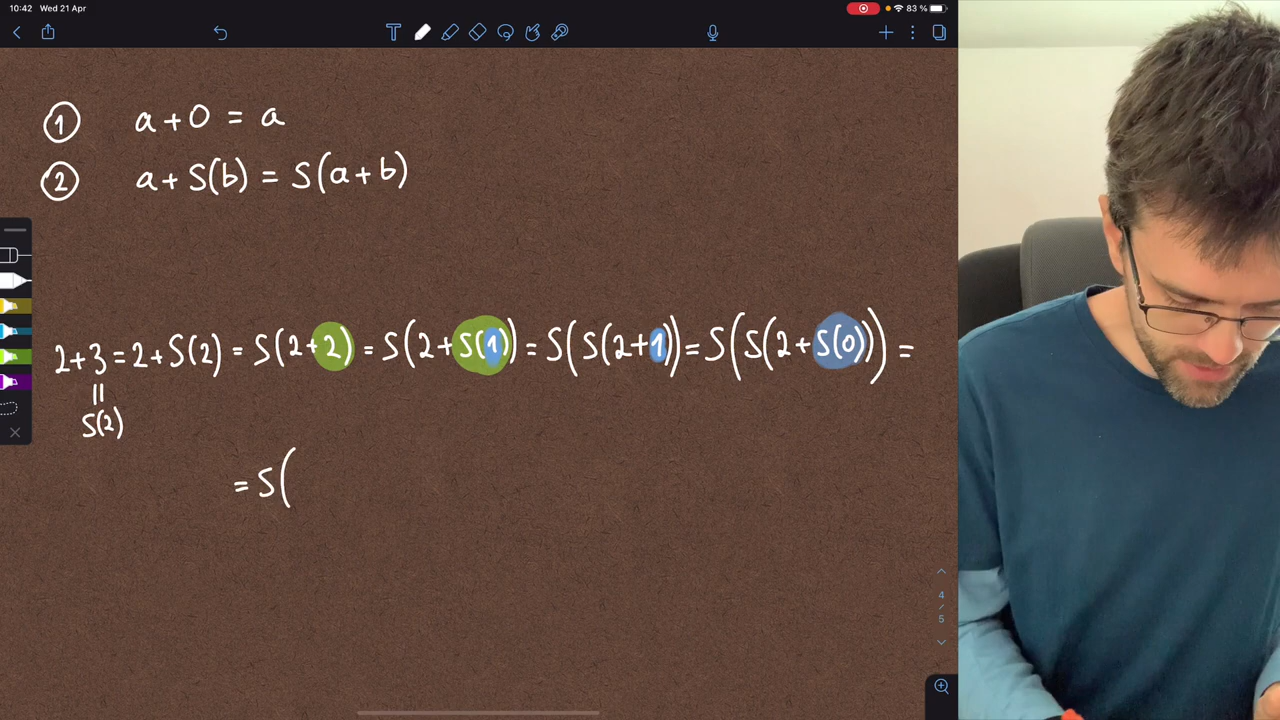 10:42 Wed 21 Apr
83 %
T
① a + 0 = a
② a + S(b) = S(a + b)
2 + 3 = 2 + S(2) = S(2 + 2) = S(2 + S(1)) = S(S(2 + 1)) = S(S(2 + S(0))) =
=
S(2)
= S(
4
/
5